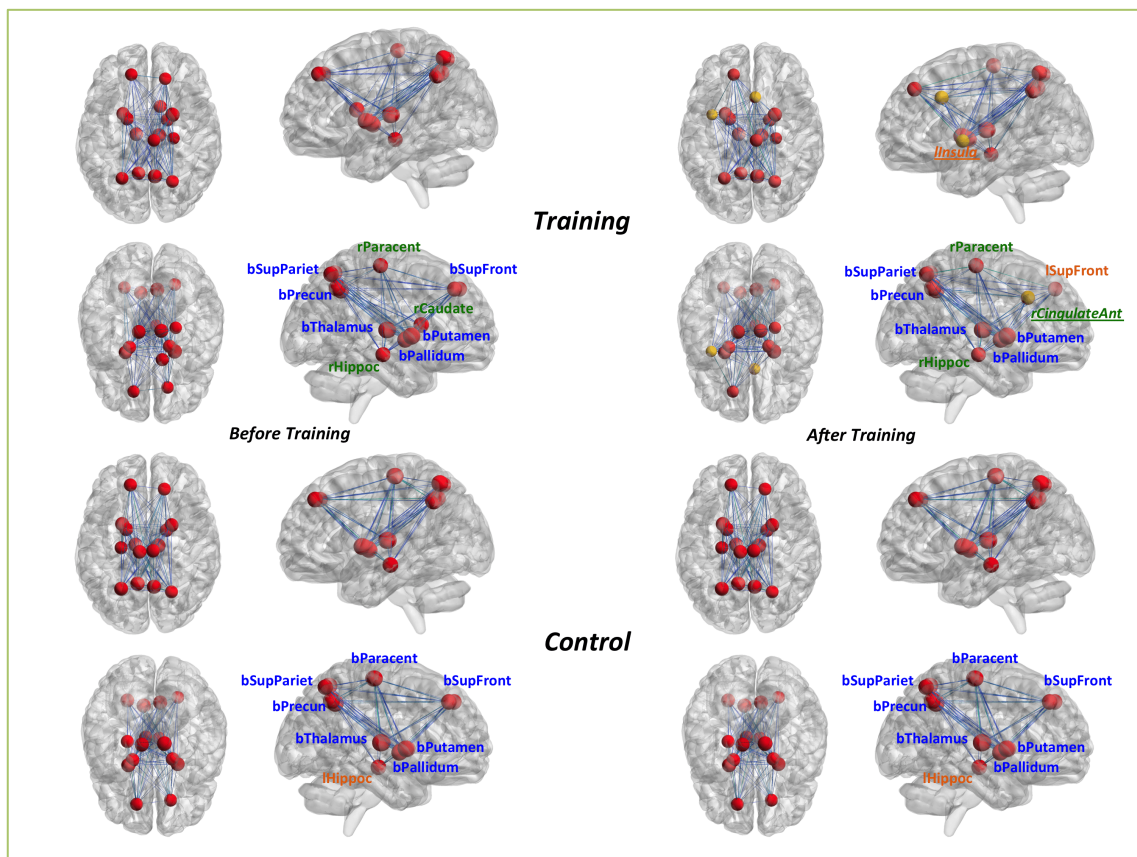 lInsula
Training
rParacent
bSupPariet
bSupFront
bPrecun
rCaudate
bThalamus
bPutamen
bPallidum
rHippoc
rParacent
bSupPariet
lSupFront
bPrecun
rCingulateAnt
bThalamus
bPutamen
bPallidum
rHippoc
Before Training
After Training
Control
bParacent
bSupPariet
bSupFront
bPrecun
bThalamus
bPutamen
bPallidum
lHippoc
bParacent
bSupPariet
bSupFront
bPrecun
bThalamus
bPutamen
bPallidum
lHippoc